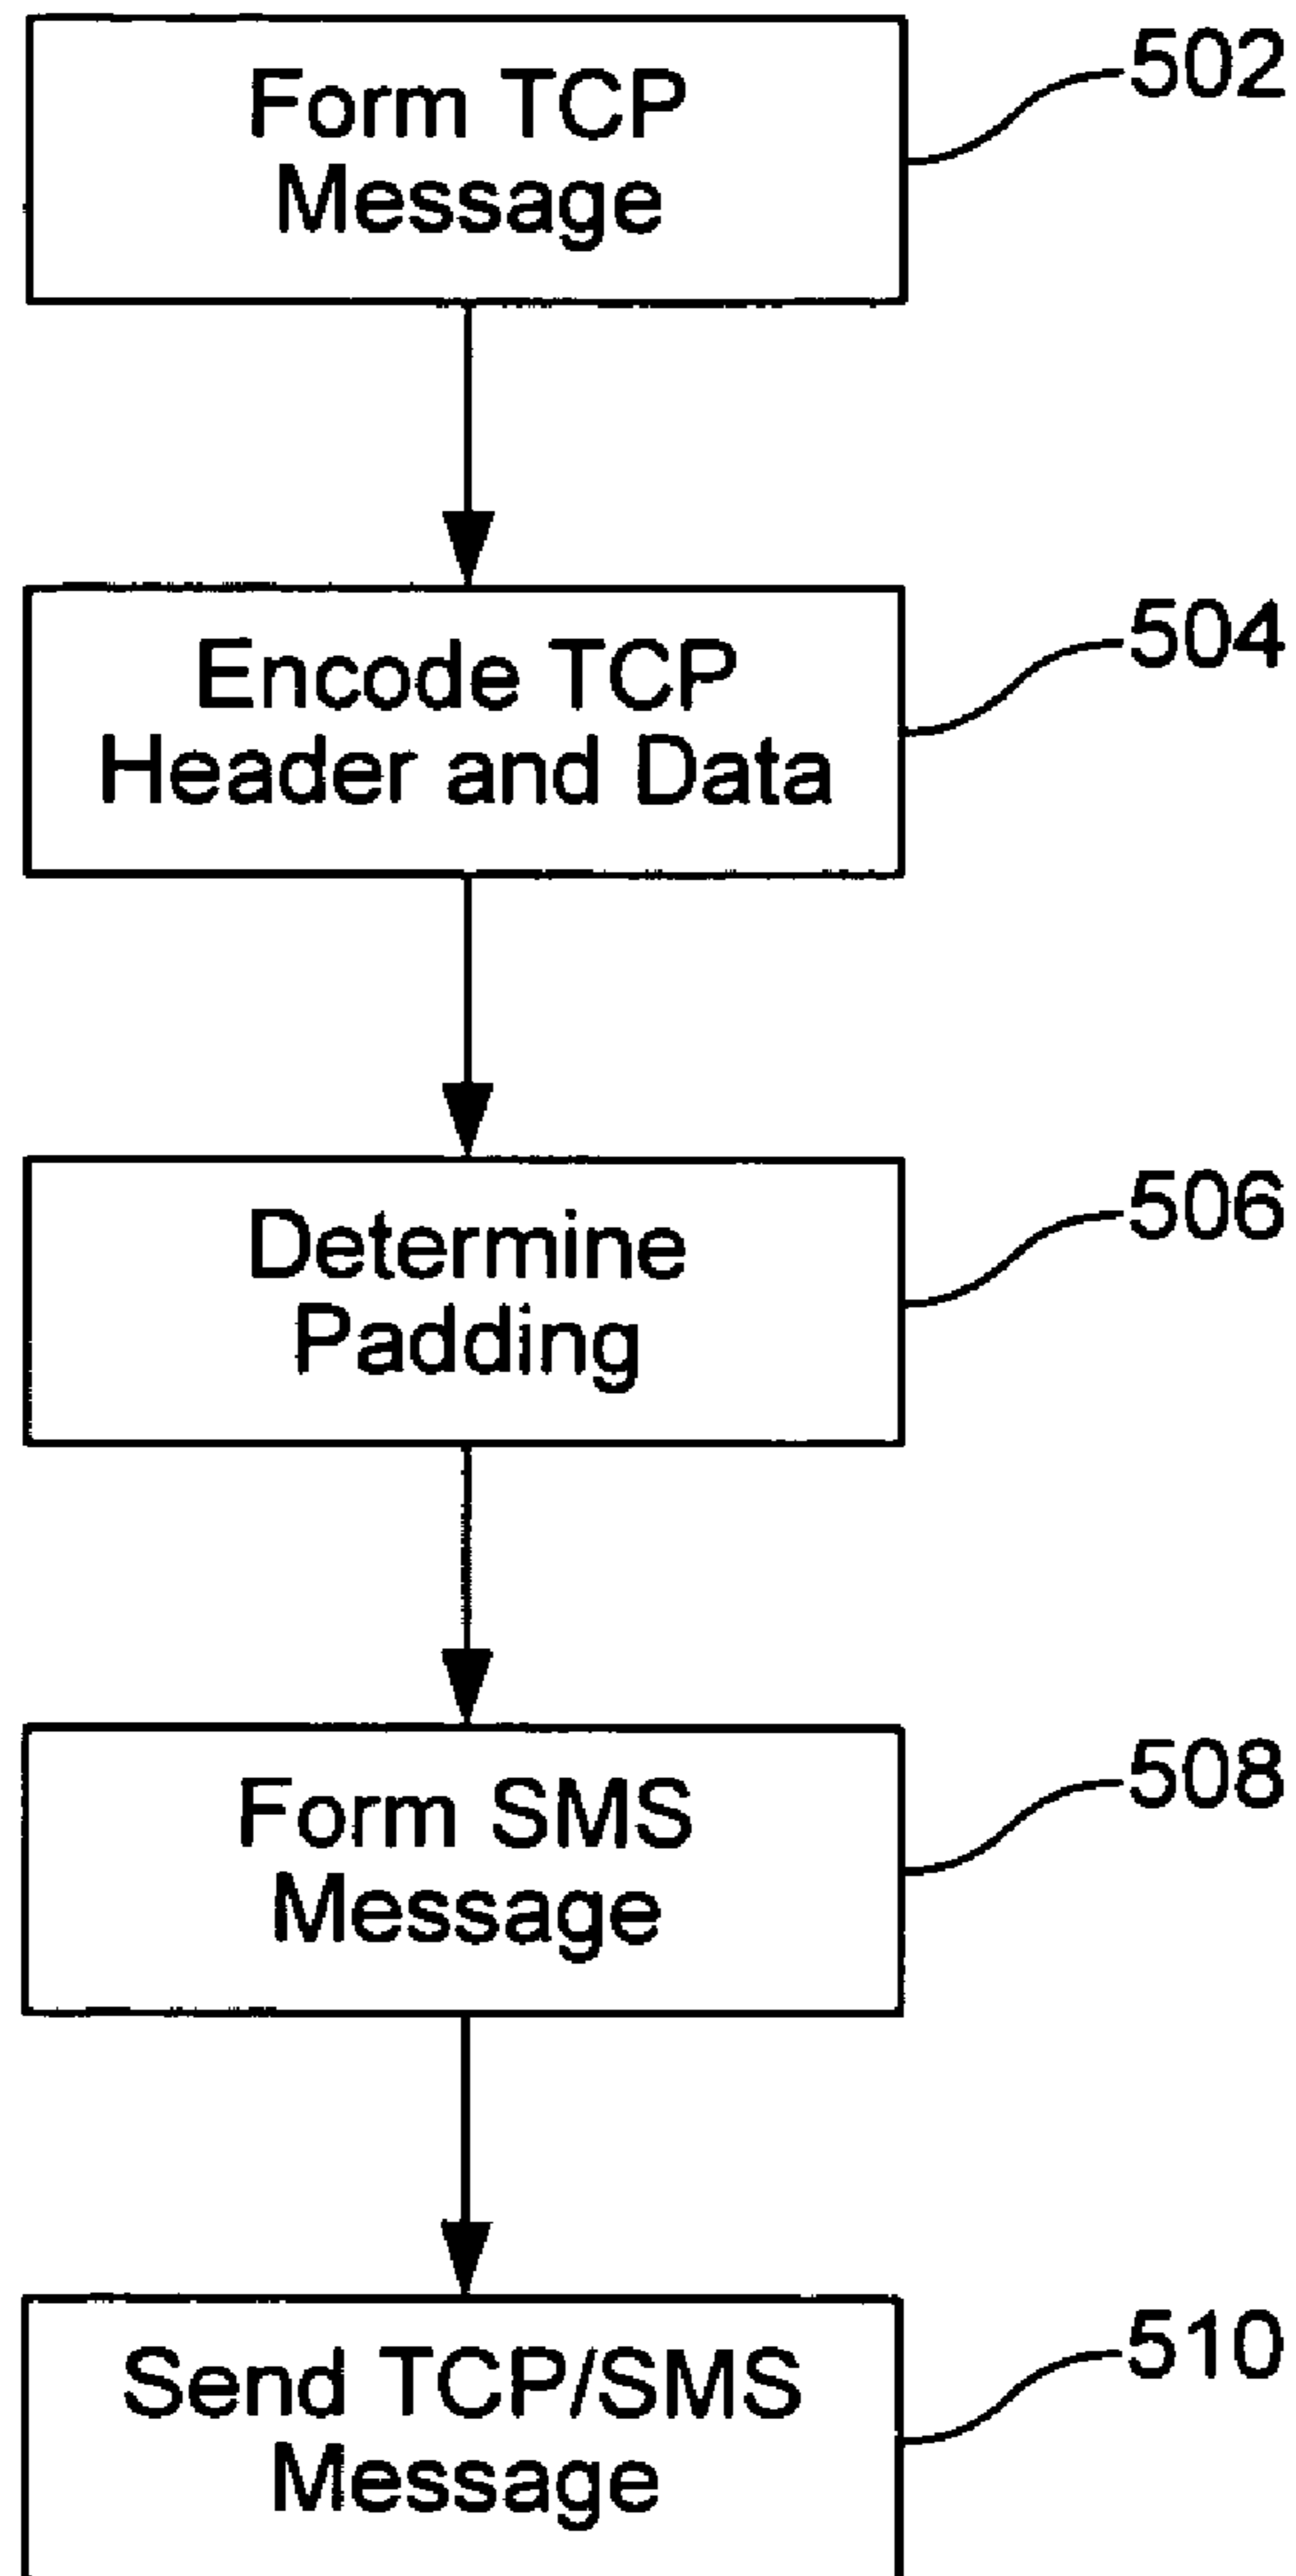 Form TCP
Message
502
Encode TCP
Header and Data
504
Determine
Padding
506
Form SMS
Message
508
Send TCP/SMS
Message
510